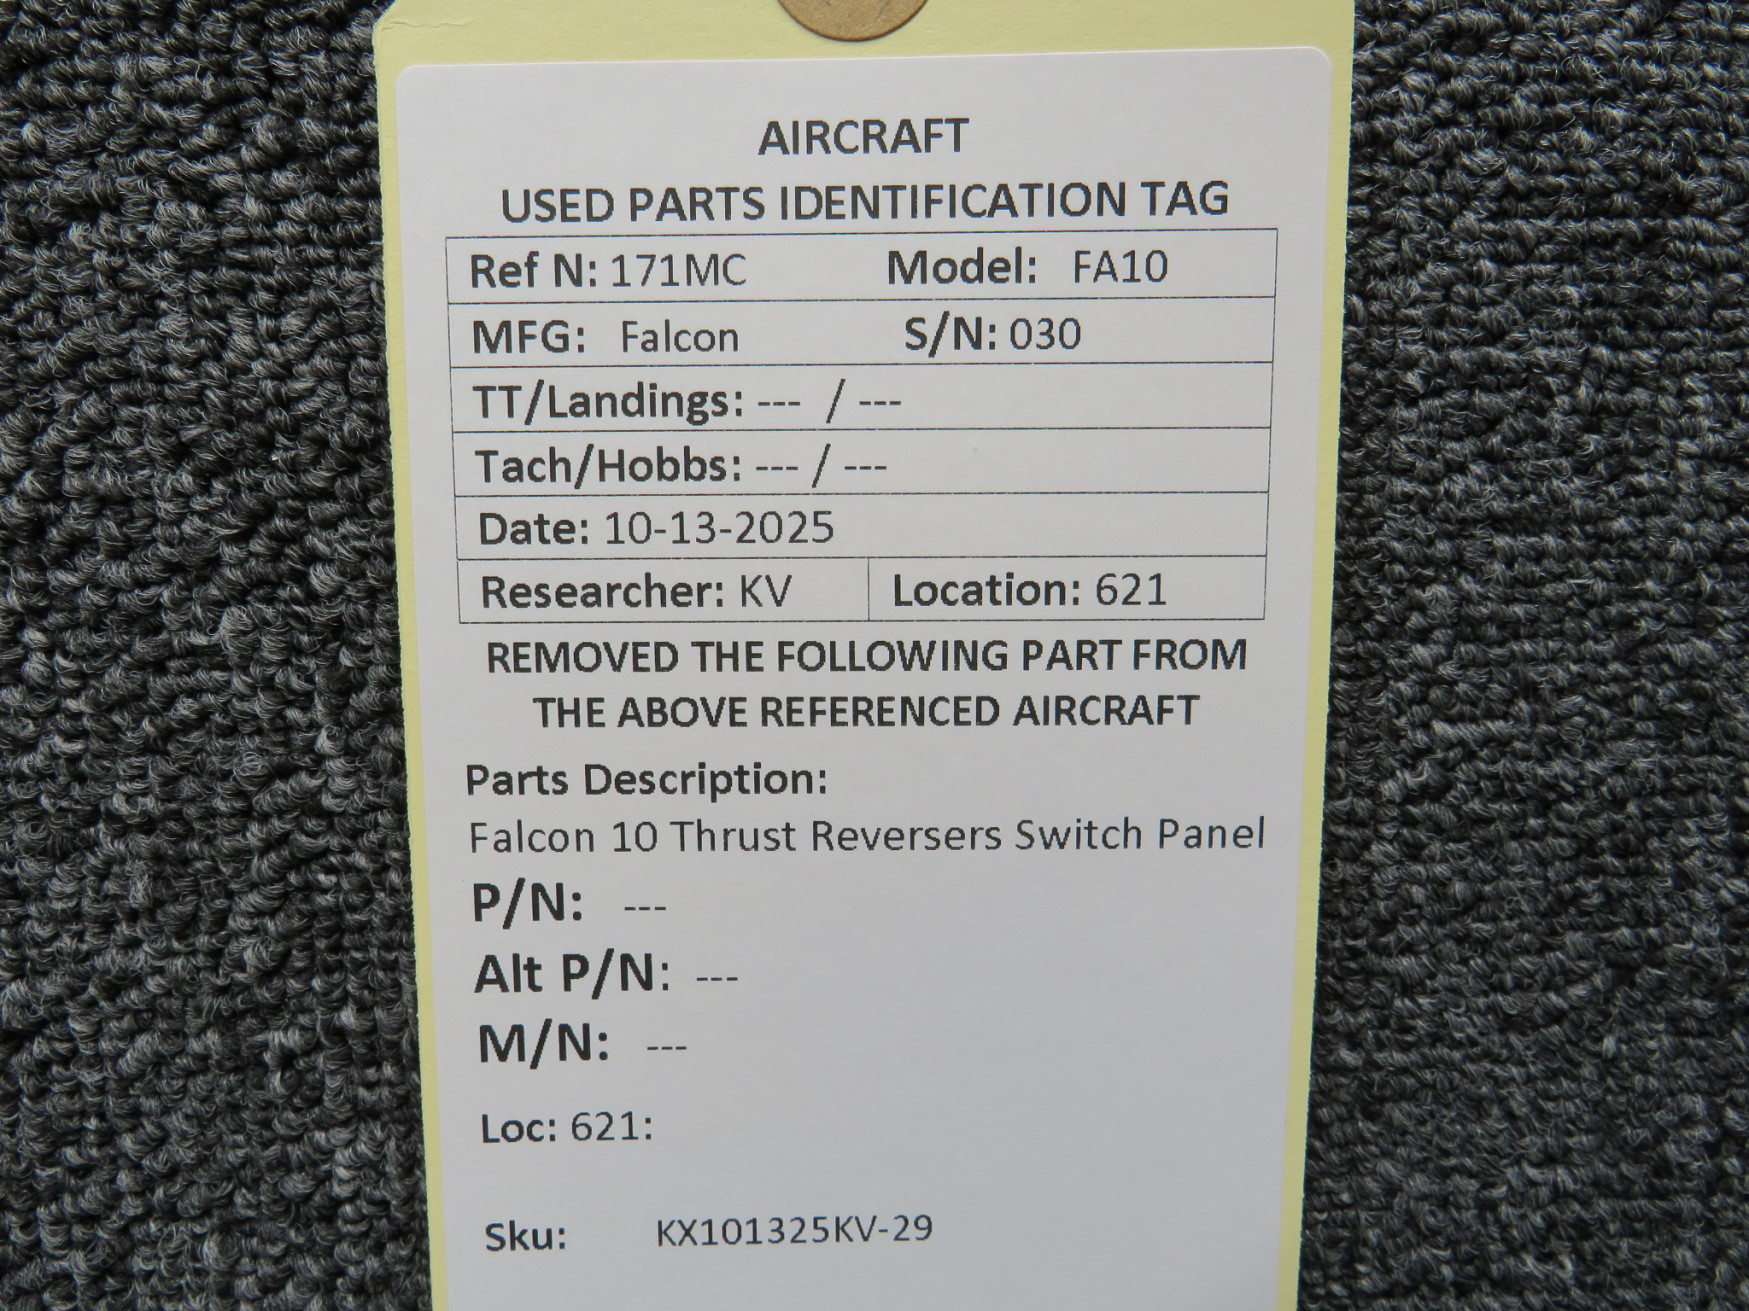 AIRCRAFT
USED PARTS IDENTIFICATION TAG
Ref N: 171MC Model: FA10
MFG: Falcon S/N: 030
TT/Landings: --- / ---
Tach/Hobbs: --- / ---
Date: 10-13-2025
Researcher: KV Location: 621
REMOVED THE FOLLOWING PART FROM
THE ABOVE REFERENCED AIRCRAFT
Parts Description:
Falcon 10 Thrust Reversers Switch Panel
P/N: ---
Alt P/N: ---
M/N: ---
Loc: 621:
Sku: KX101325KV-29